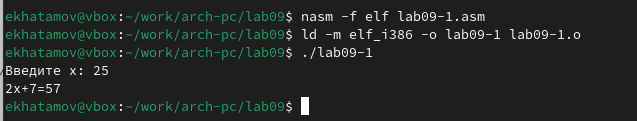 ekhatamov@vbox:~/work/arch-pc/lab09$ nasm -f elf lab09-1.asm
ekhatamov@vbox:~/work/arch-pc/lab09$ ld -m elf_i386 -o lab09-1 lab09-1.o
ekhatamov@vbox:~/work/arch-pc/lab09$ ./lab09-1
Введите x: 25
2x+7=57
ekhatamov@vbox:~/work/arch-pc/lab09$